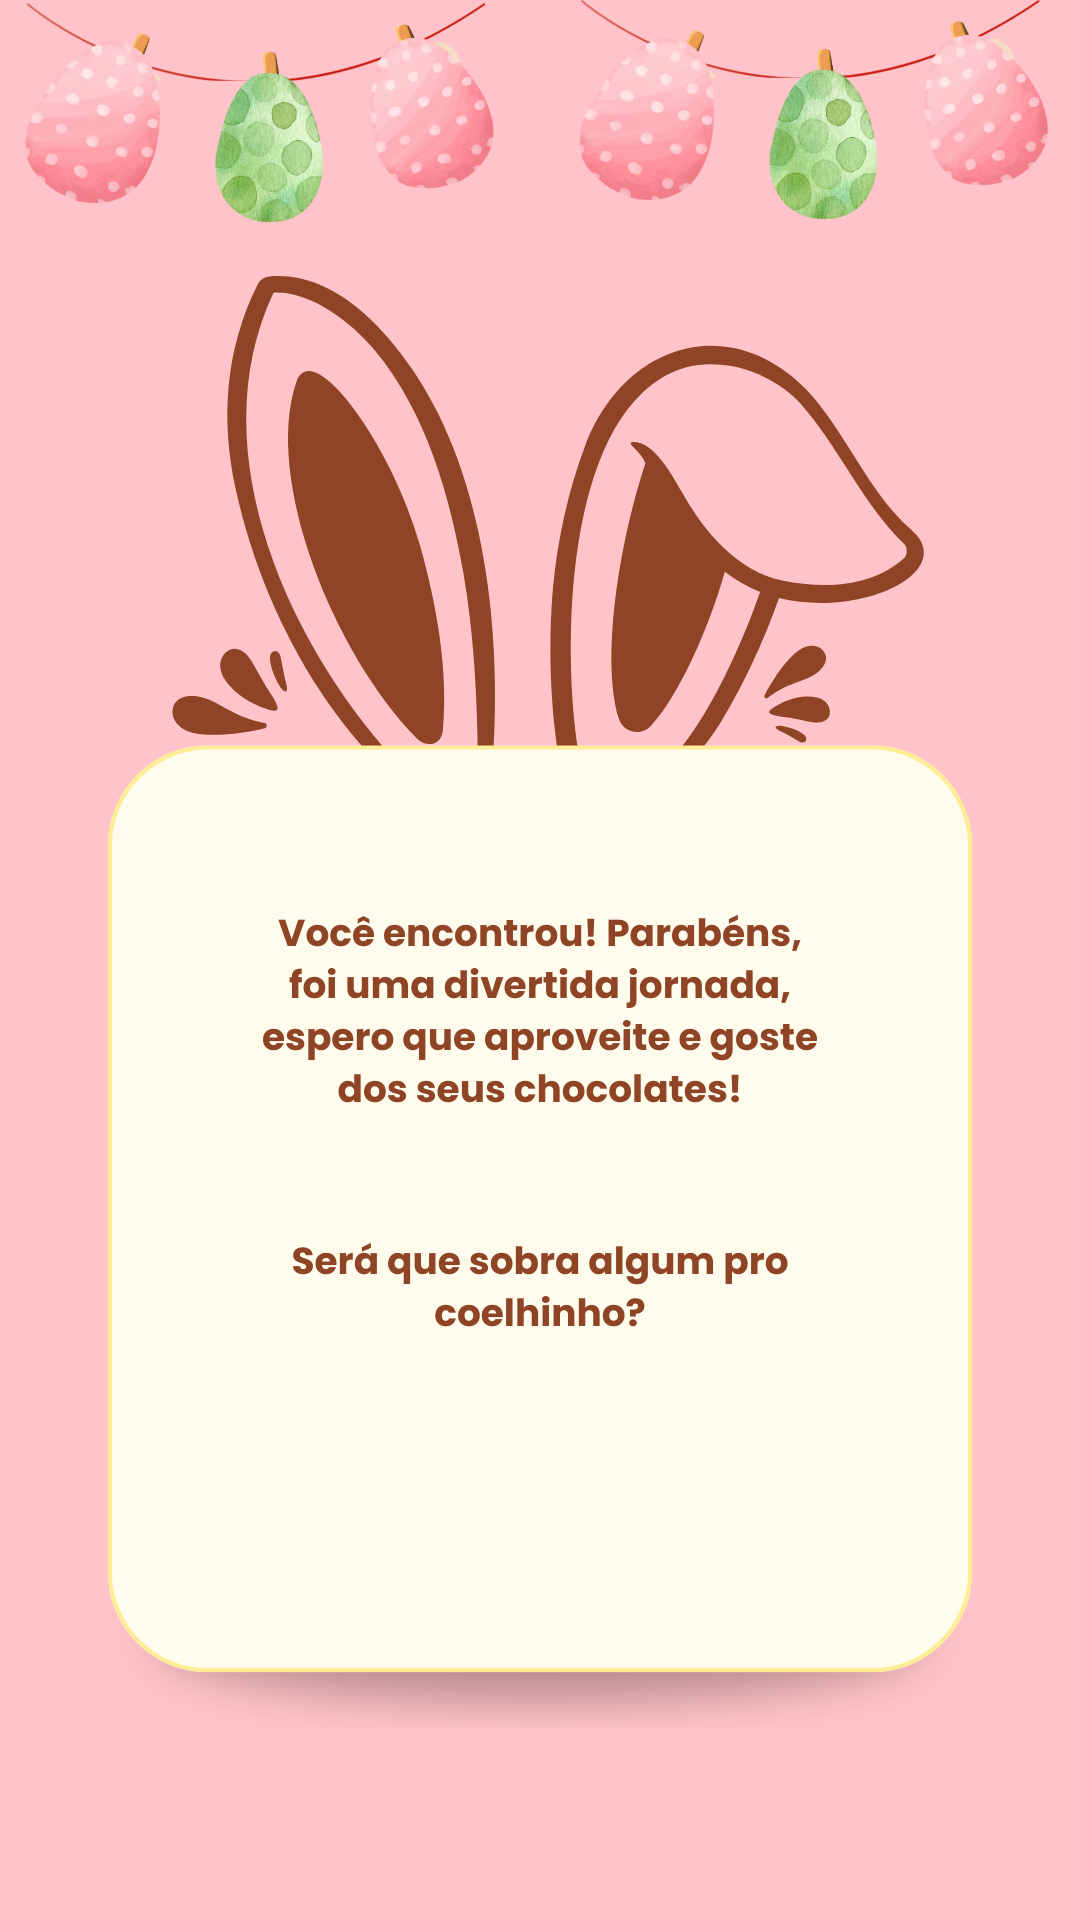 Você encontrou! Parabéns,
foi uma divertida jornada,
espero que aproveite e goste
dos seus chocolates!
Será que sobra algum pro
coelhinho?